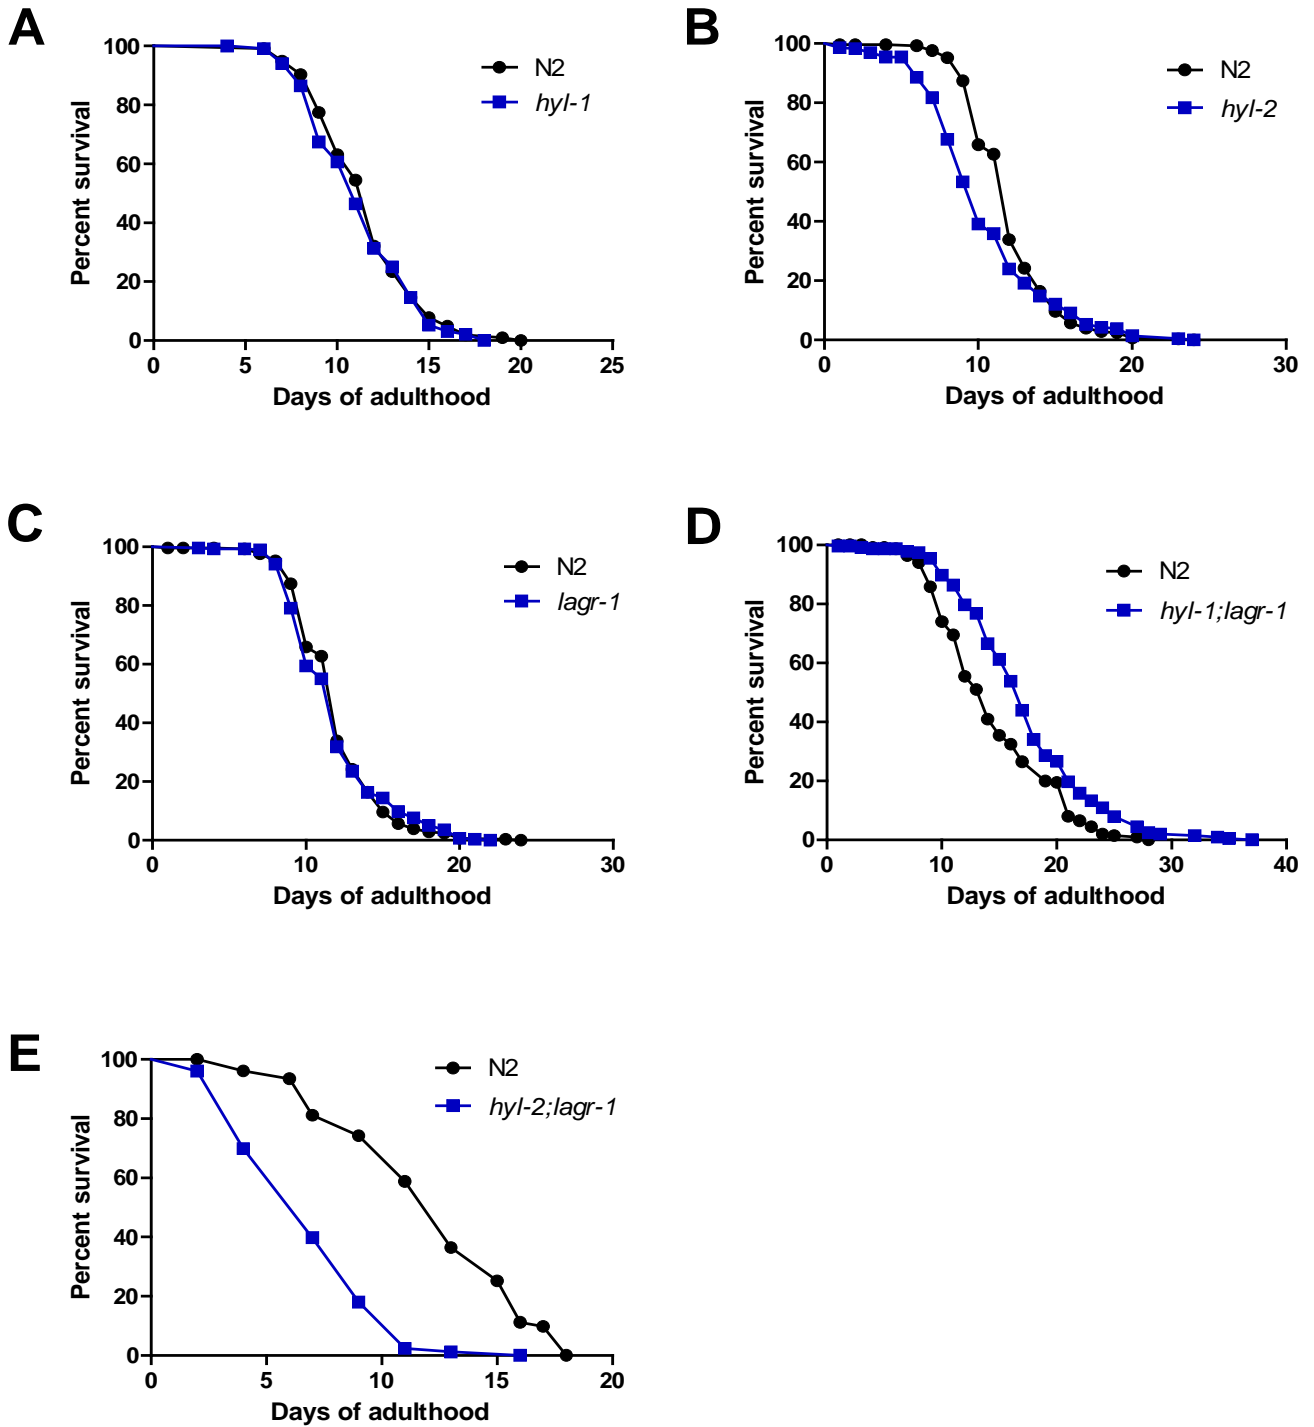 A
N2
hyl-1
100
80
60
40
20
0
0 5 10 15 20 25
Percent survival
Days of adulthood
B
N2
hyl-2
100
80
60
40
20
0
0 10 20 30
Percent survival
Days of adulthood
C
N2
lagr-1
100
80
60
40
20
0
0 10 20 30
Percent survival
Days of adulthood
D
N2
hyl-1;lagr-1
100
80
60
40
20
0
0 10 20 30 40
Percent survival
Days of adulthood
E
N2
hyl-2;lagr-1
100
80
60
40
20
0
0 5 10 15 20
Percent survival
Days of adulthood